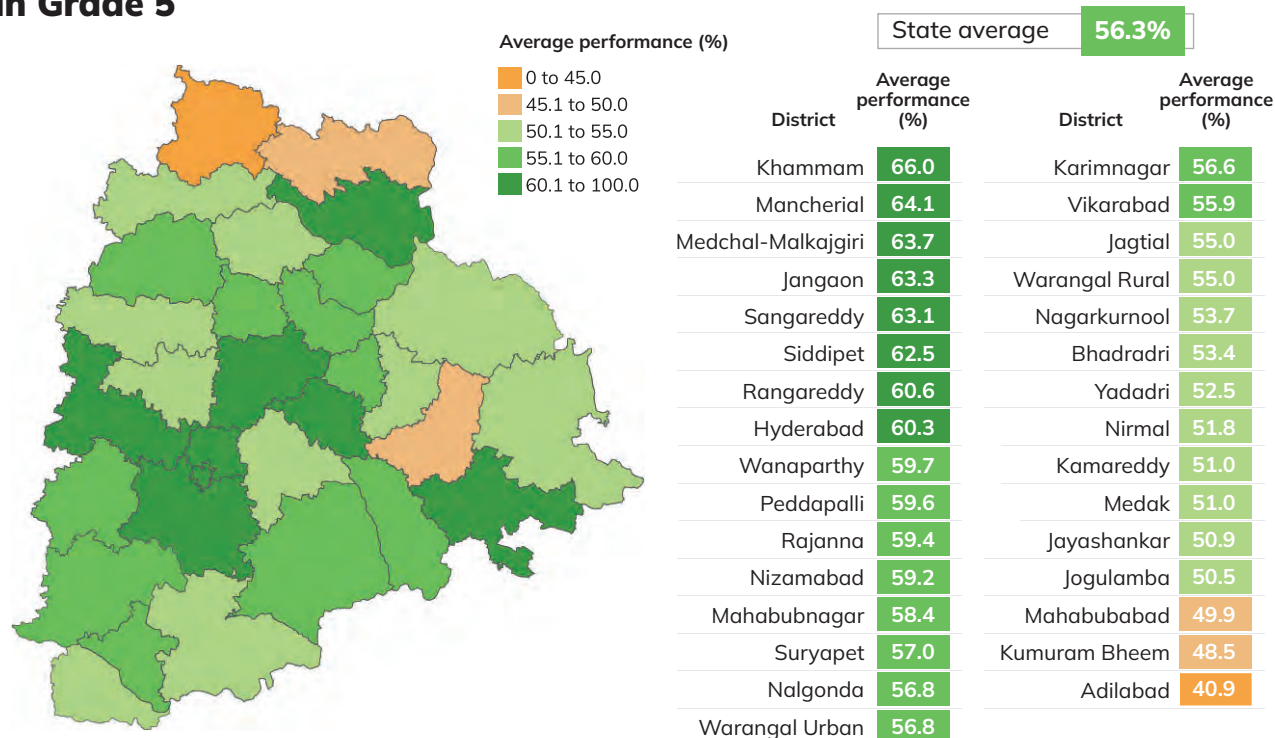 in Grade 5
Average performance (%)
0 to 45.0
45.1 to 50.0
50.1 to 55.0
55.1 to 60.0
60.1 to 100.0
State average 56.3%
District Average performance (%)
Khammam 66.0
Mancherial 64.1
Medchal-Malkajgiri 63.7
Jangaon 63.3
Sangareddy 63.1
Siddipet 62.5
Rangareddy 60.6
Hyderabad 60.3
Wanaparthy 59.7
Peddapalli 59.6
Rajanna 59.4
Nizamabad 59.2
Mahabubnagar 58.4
Suryapet 57.0
Nalgonda 56.8
Warangal Urban 56.8
District Average performance (%)
Karimnagar 56.6
Vikarabad 55.9
Jagtial 55.0
Warangal Rural 55.0
Nagarkurnool 53.7
Bhadradri 53.4
Yadadri 52.5
Nirmal 51.8
Kamareddy 51.0
Medak 51.0
Jayashankar 50.9
Jogulamba 50.5
Mahabubabad 49.9
Kumuram Bheem 48.5
Adilabad 40.9